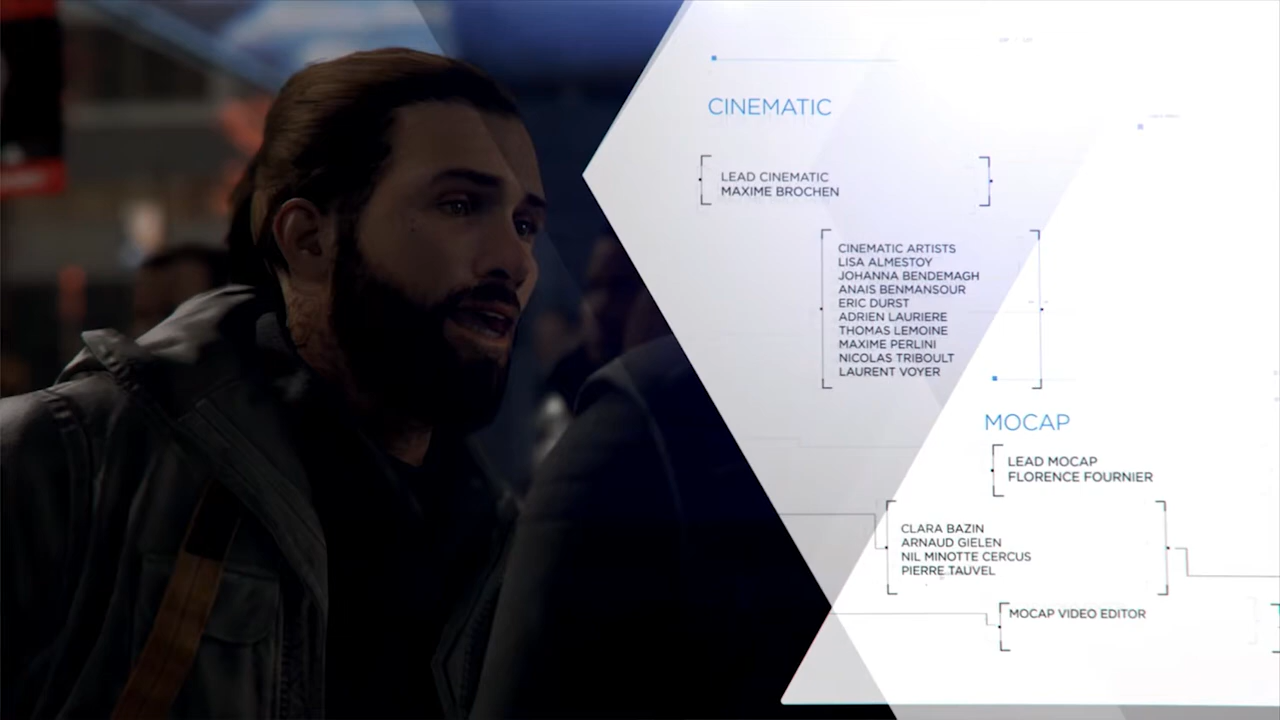 CINEMATIC
LEAD CINEMATIC
MAXIME BROCHEN
CINEMATIC ARTISTS
LISA ALMESTOY
JOHANNA BENDEMAGH
ANAIS BENMANSOUR
ERIC DURST
ADRIEN LAURIERE
THOMAS LEMOINE
MAXIME PERLINI
NICOLAS TRIBOULT
LAURENT VOYER
MOCAP
LEAD MOCAP
FLORENCE FOURNIER
CLARA BAZIN
ARNAUD GIELEN
NIL MINOTTE CERCUS
PIERRE TAUVEL
MOCAP VIDEO EDITOR